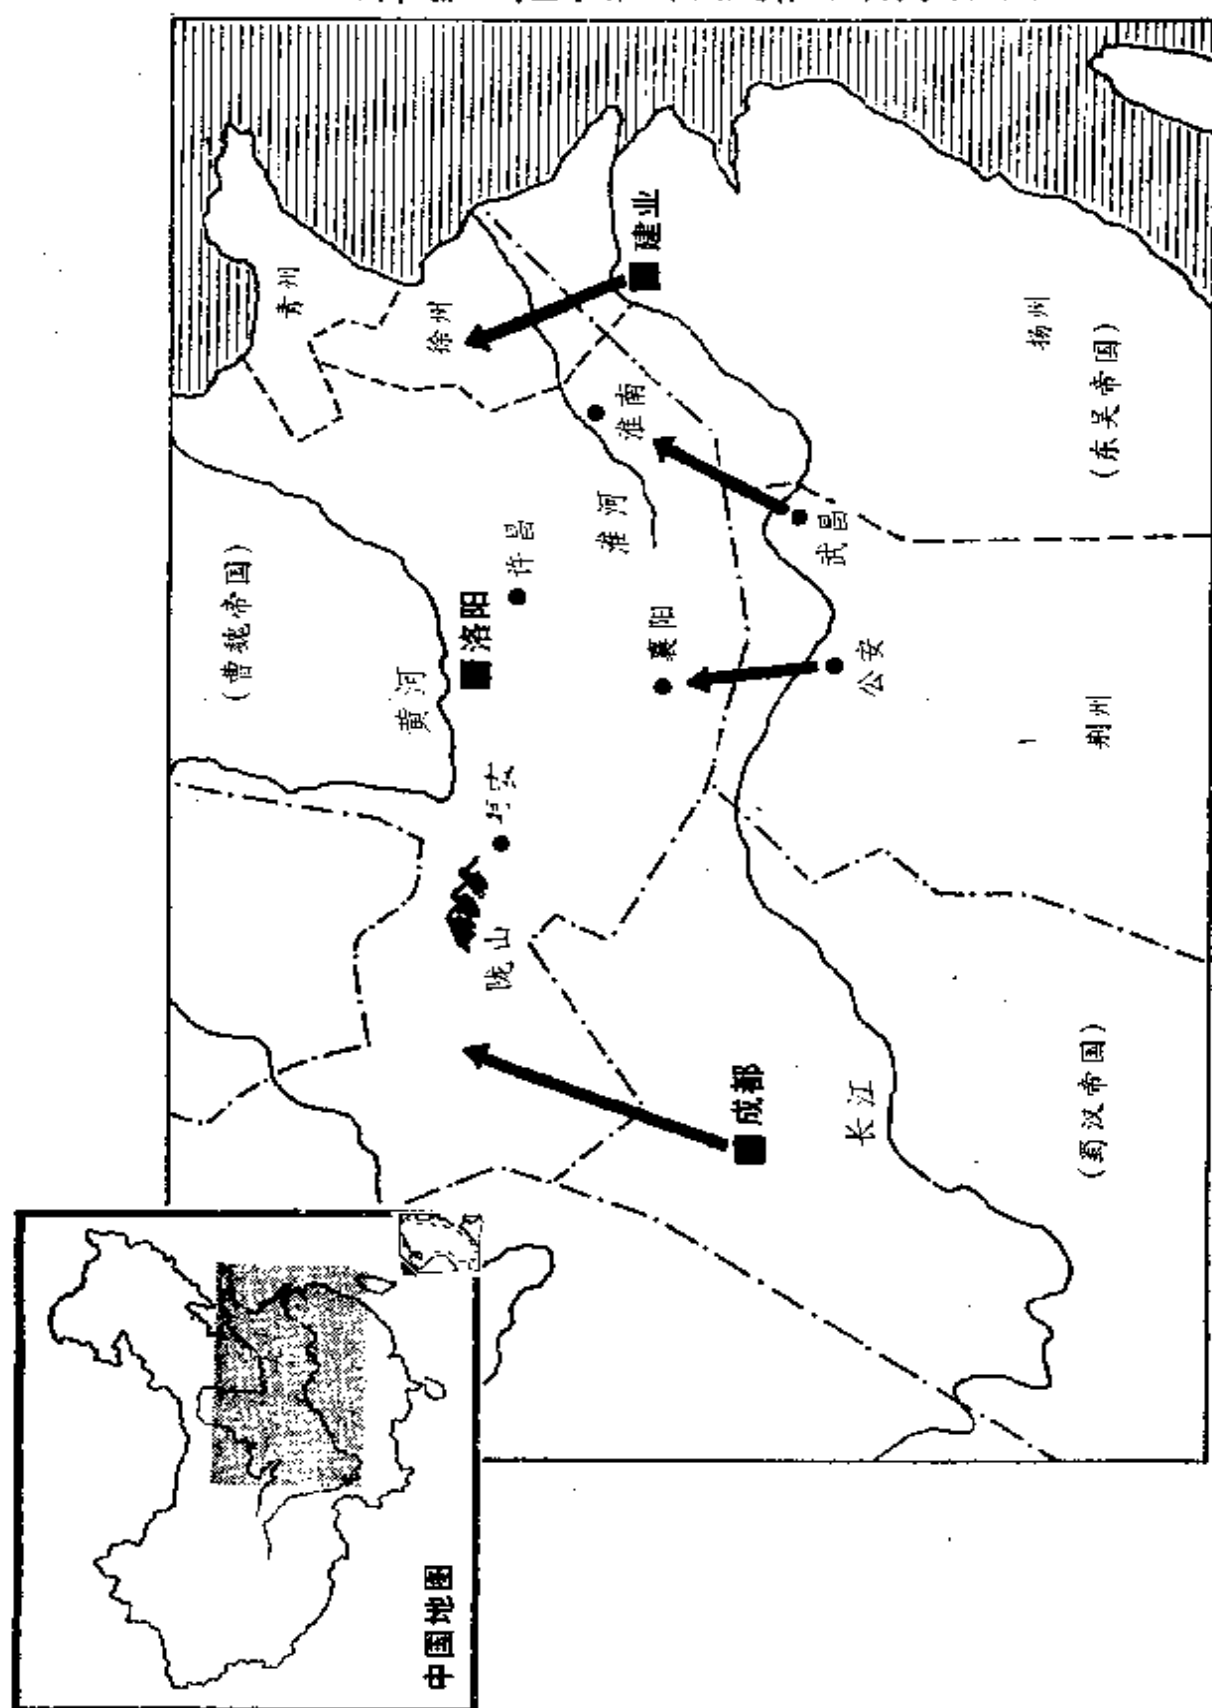 青州
徐州
建业
淮南
淮河
(曹魏帝国)
许昌
黄河
洛阳
襄阳
武昌
扬州
(东吴帝国)
公安
荆州
陇山
成都
长江
(蜀汉帝国)
中国地图